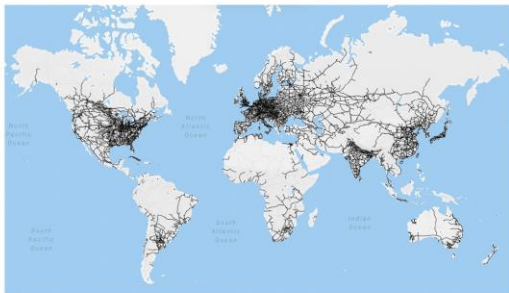 North
Pacific
Ocean
North
Atlantic
Ocean
South
Pacific
Ocean
South
Atlantic
Ocean
Indian
Ocean